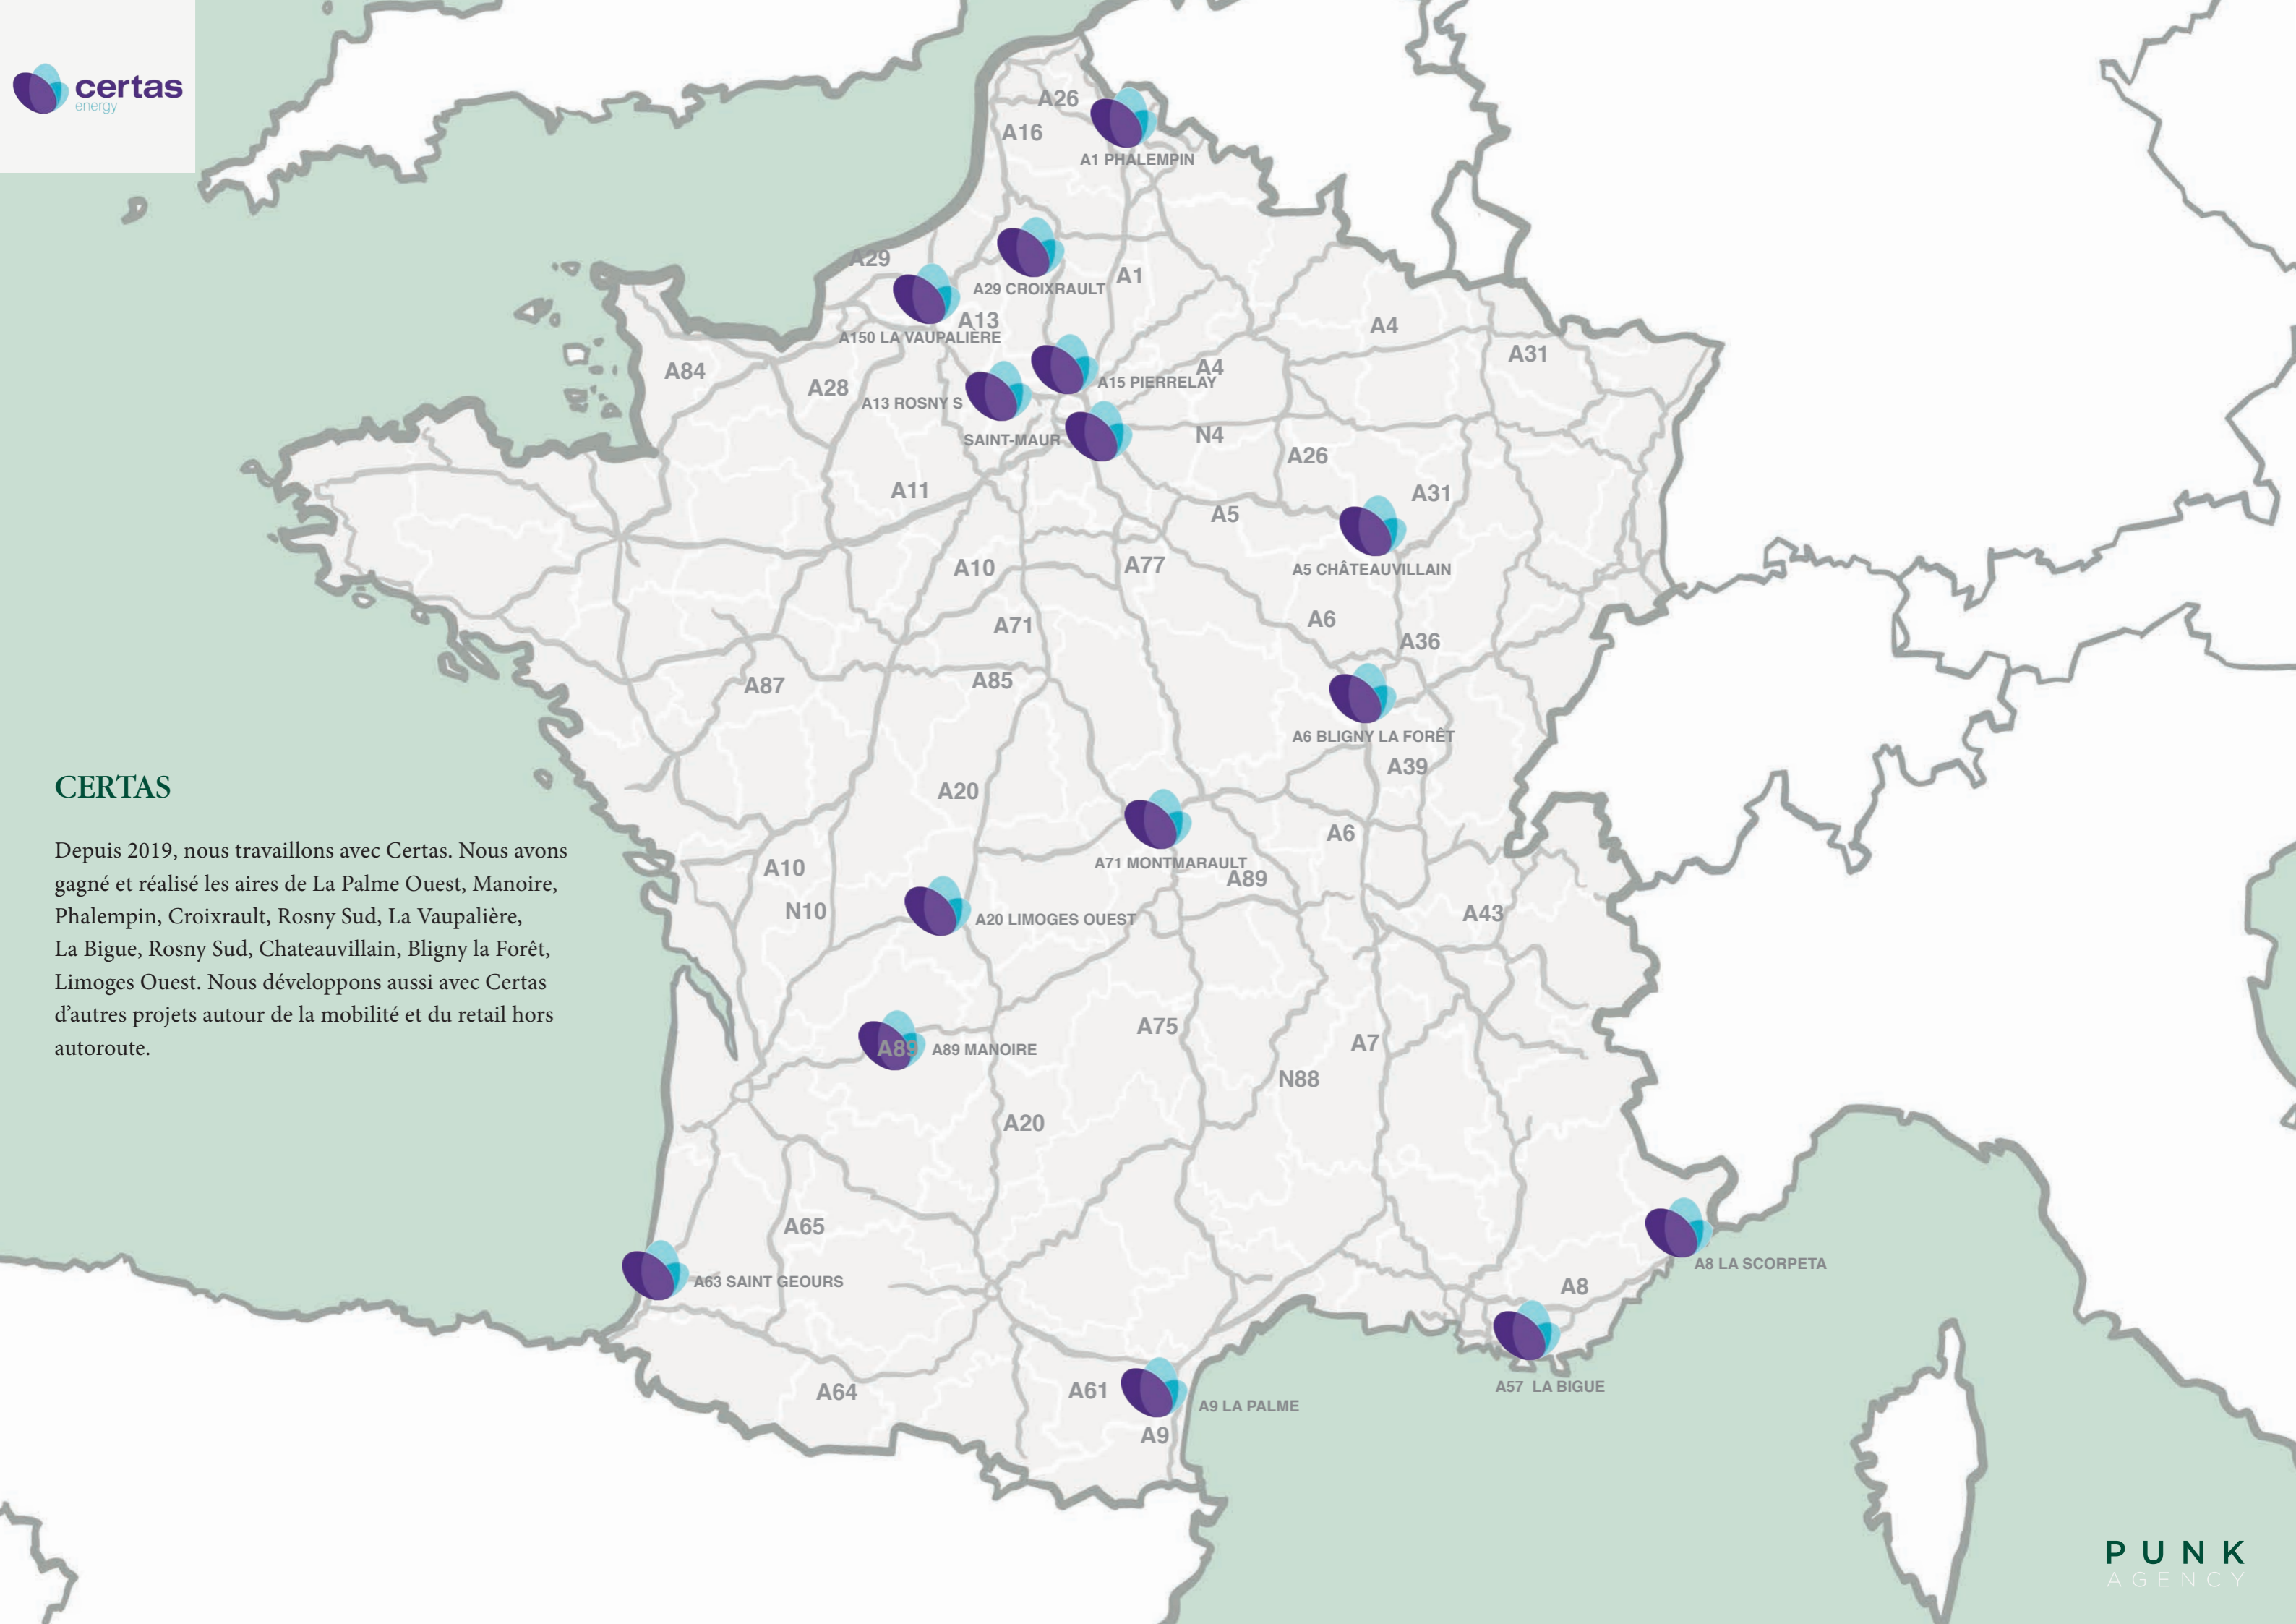 certas
energy
A26
A16
A1 PHALEMPIN
A29
A1
A29 CROIXRAULT
A13
A150 LA VAUPALIÈRE
A4
A31
A84
A4
A15 PIERRELAY
A28
A13 ROSNY S
SAINT-MAUR
N4
A26
A11
A31
A5
A10
A77
A5 CHÂTEAUVILLAIN
A71
A6
A36
A87
A85
A6 BLIGNY LA FORÊT
A39
CERTAS
A20
A6
Depuis 2019, nous travaillons avec Certas. Nous avons
gagné et réalisé les aires de La Palme Ouest, Manoire,
Phalempin, Croixrault, Rosny Sud, La Vaupalière,
La Bigue, Rosny Sud, Chateauvillain, Bligny la Forêt,
Limoges Ouest. Nous développons aussi avec Certas
d’autres projets autour de la mobilité et du retail hors
autoroute.
A71 MONTMARAULT
A10
A89
N10
A20 LIMOGES OUEST
A43
A75
A7
A89
A89 MANOIRE
N88
A20
A65
A8 LA SCORPETA
A63 SAINT GEOURS
A8
A64
A61
A57 LA BIGUE
A9 LA PALME
A9
PUNK
AGENCY